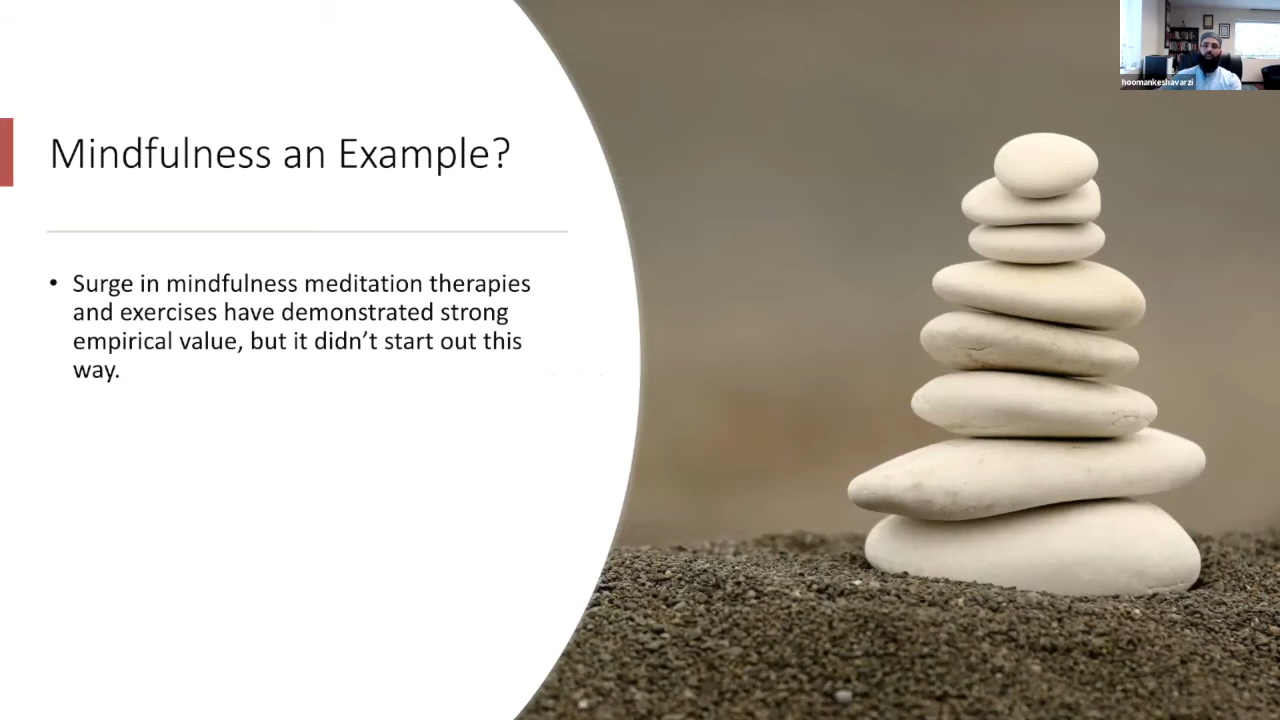 hoomankeshavarzi
Mindfulness an Example?
• Surge in mindfulness meditation therapies
and exercises have demonstrated strong
empirical value, but it didn’t start out this
way.